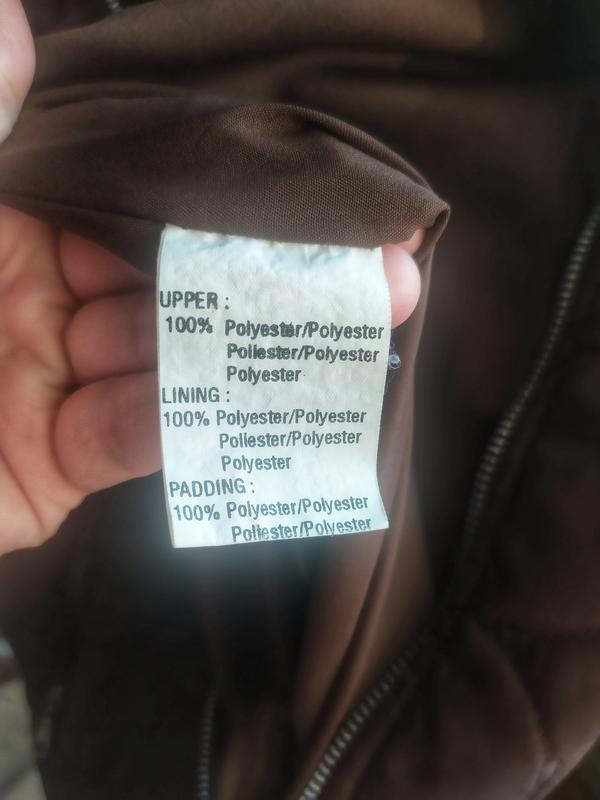 UPPER :
100% Polyester/Polyester
Poliester/Polyester
Polyester
LINING :
100% Polyester/Polyester
Poliester/Polyester
Polyester
PADDING :
100% Polyester/Polyester
Poliester/Polyester